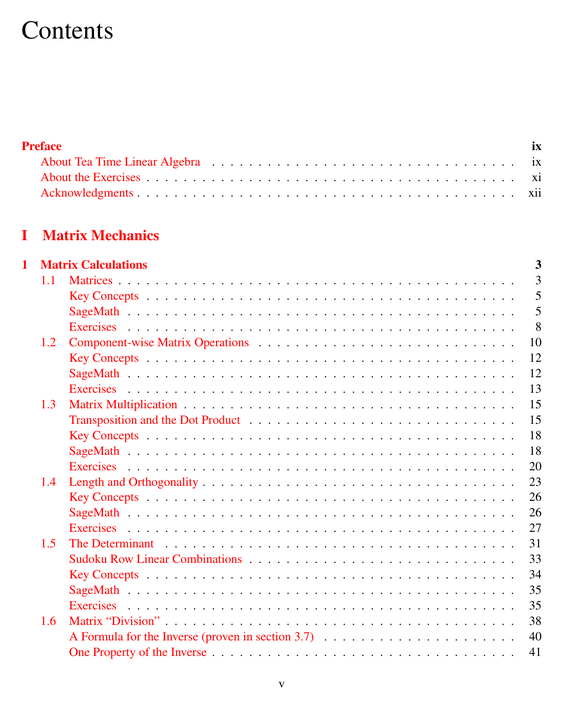 Contents
Preface ix
About Tea Time Linear Algebra . . . . . . . . . . . . . . . . . . . . . . . . . . . . . . . . . ix
About the Exercises . . . . . . . . . . . . . . . . . . . . . . . . . . . . . . . . . . . . . . . . xi
Acknowledgments . . . . . . . . . . . . . . . . . . . . . . . . . . . . . . . . . . . . . . . . . xii
I Matrix Mechanics
1 Matrix Calculations 3
1.1 Matrices . . . . . . . . . . . . . . . . . . . . . . . . . . . . . . . . . . . . . . . . . . . 3
Key Concepts . . . . . . . . . . . . . . . . . . . . . . . . . . . . . . . . . . . . . . . . 5
SageMath . . . . . . . . . . . . . . . . . . . . . . . . . . . . . . . . . . . . . . . . . . 5
Exercises . . . . . . . . . . . . . . . . . . . . . . . . . . . . . . . . . . . . . . . . . . 8
1.2 Component-wise Matrix Operations . . . . . . . . . . . . . . . . . . . . . . . . . . . . 10
Key Concepts . . . . . . . . . . . . . . . . . . . . . . . . . . . . . . . . . . . . . . . . 12
SageMath . . . . . . . . . . . . . . . . . . . . . . . . . . . . . . . . . . . . . . . . . . 12
Exercises . . . . . . . . . . . . . . . . . . . . . . . . . . . . . . . . . . . . . . . . . . 13
1.3 Matrix Multiplication . . . . . . . . . . . . . . . . . . . . . . . . . . . . . . . . . . . . 15
Transposition and the Dot Product . . . . . . . . . . . . . . . . . . . . . . . . . . . . . 15
Key Concepts . . . . . . . . . . . . . . . . . . . . . . . . . . . . . . . . . . . . . . . . 18
SageMath . . . . . . . . . . . . . . . . . . . . . . . . . . . . . . . . . . . . . . . . . . 18
Exercises . . . . . . . . . . . . . . . . . . . . . . . . . . . . . . . . . . . . . . . . . . 20
1.4 Length and Orthogonality . . . . . . . . . . . . . . . . . . . . . . . . . . . . . . . . . . 23
Key Concepts . . . . . . . . . . . . . . . . . . . . . . . . . . . . . . . . . . . . . . . . 26
SageMath . . . . . . . . . . . . . . . . . . . . . . . . . . . . . . . . . . . . . . . . . . 26
Exercises . . . . . . . . . . . . . . . . . . . . . . . . . . . . . . . . . . . . . . . . . . 27
1.5 The Determinant . . . . . . . . . . . . . . . . . . . . . . . . . . . . . . . . . . . . . . 31
Sudoku Row Linear Combinations . . . . . . . . . . . . . . . . . . . . . . . . . . . . . 33
Key Concepts . . . . . . . . . . . . . . . . . . . . . . . . . . . . . . . . . . . . . . . . 34
SageMath . . . . . . . . . . . . . . . . . . . . . . . . . . . . . . . . . . . . . . . . . . 35
Exercises . . . . . . . . . . . . . . . . . . . . . . . . . . . . . . . . . . . . . . . . . . 35
1.6 Matrix “Division” . . . . . . . . . . . . . . . . . . . . . . . . . . . . . . . . . . . . . . 38
A Formula for the Inverse (proven in section 3.7) . . . . . . . . . . . . . . . . . . . . . 40
One Property of the Inverse . . . . . . . . . . . . . . . . . . . . . . . . . . . . . . . . . 41
v